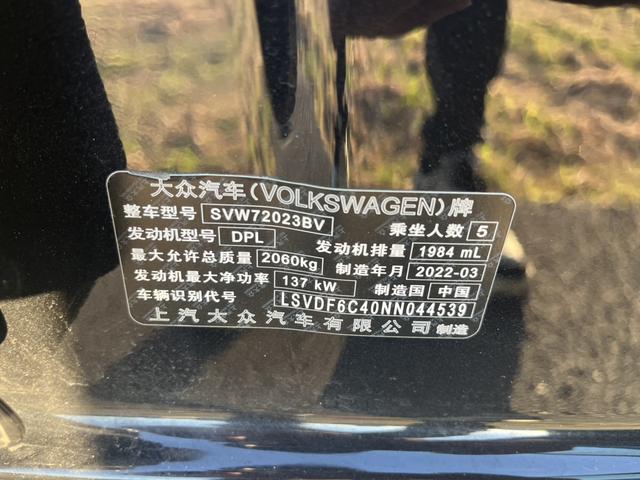 大众汽车(VOLKSWAGEN)牌
整车型号 SVW72023BV 乘坐人数 5
发动机型号 DPL 发动机排量 1984 mL
最大允许总质量 2060kg 制造年月 2022-03
发动机最大净功率 137 kW 制造国 中国
车辆识别代号 LSVDF6C40NN044539
上汽大众汽车有限公司 制造